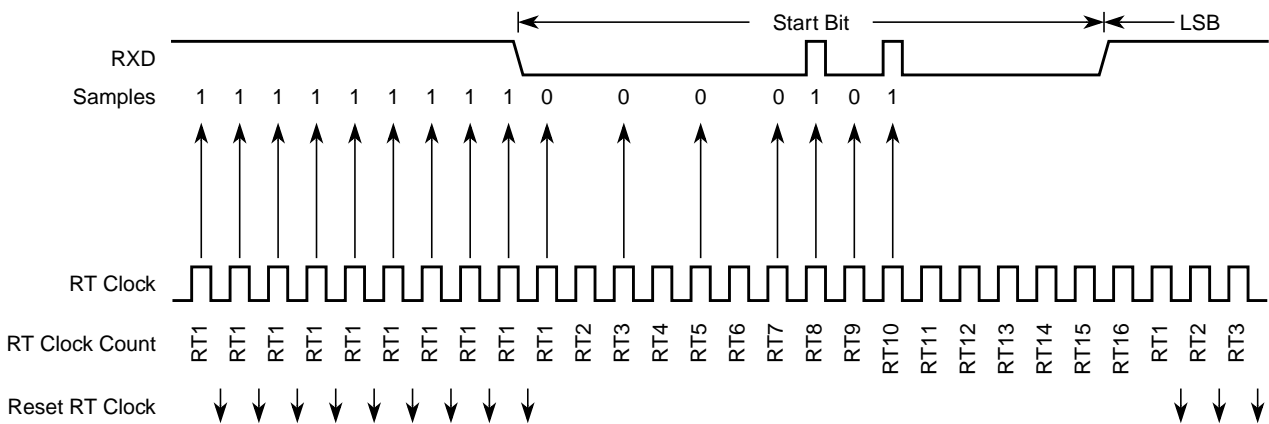 Start Bit LSB
RXD
Samples 1 1 1 1 1 1 1 1 1 0 0 0 0 1 0 1
RT Clock
RT Clock Count RT1 RT1 RT1 RT1 RT1 RT1 RT1 RT1 RT1 RT1 RT2 RT3 RT4 RT5 RT6 RT7 RT8 RT9 RT10 RT11 RT12 RT13 RT14 RT15 RT16 RT1 RT2 RT3
Reset RT Clock